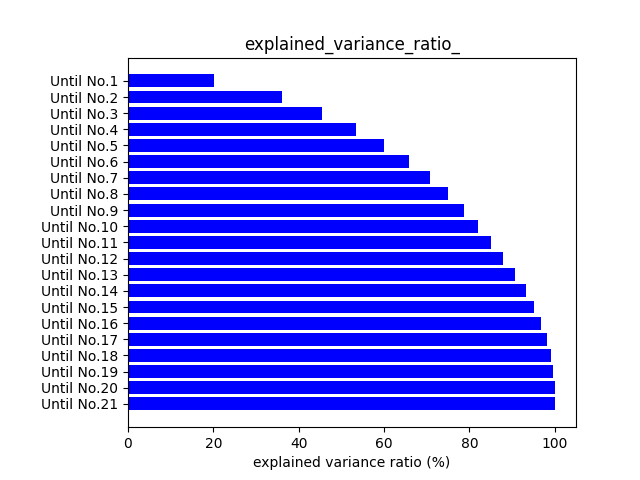 explained_variance_ratio_
Until No.1
Until No.2
Until No.3
Until No.4
Until No.5
Until No.6
Until No.7
Until No.8
Until No.9
Until No.10
Until No.11
Until No.12
Until No.13
Until No.14
Until No.15
Until No.16
Until No.17
Until No.18
Until No.19
Until No.20
Until No.21
0 20 40 60 80 100
explained variance ratio (%)